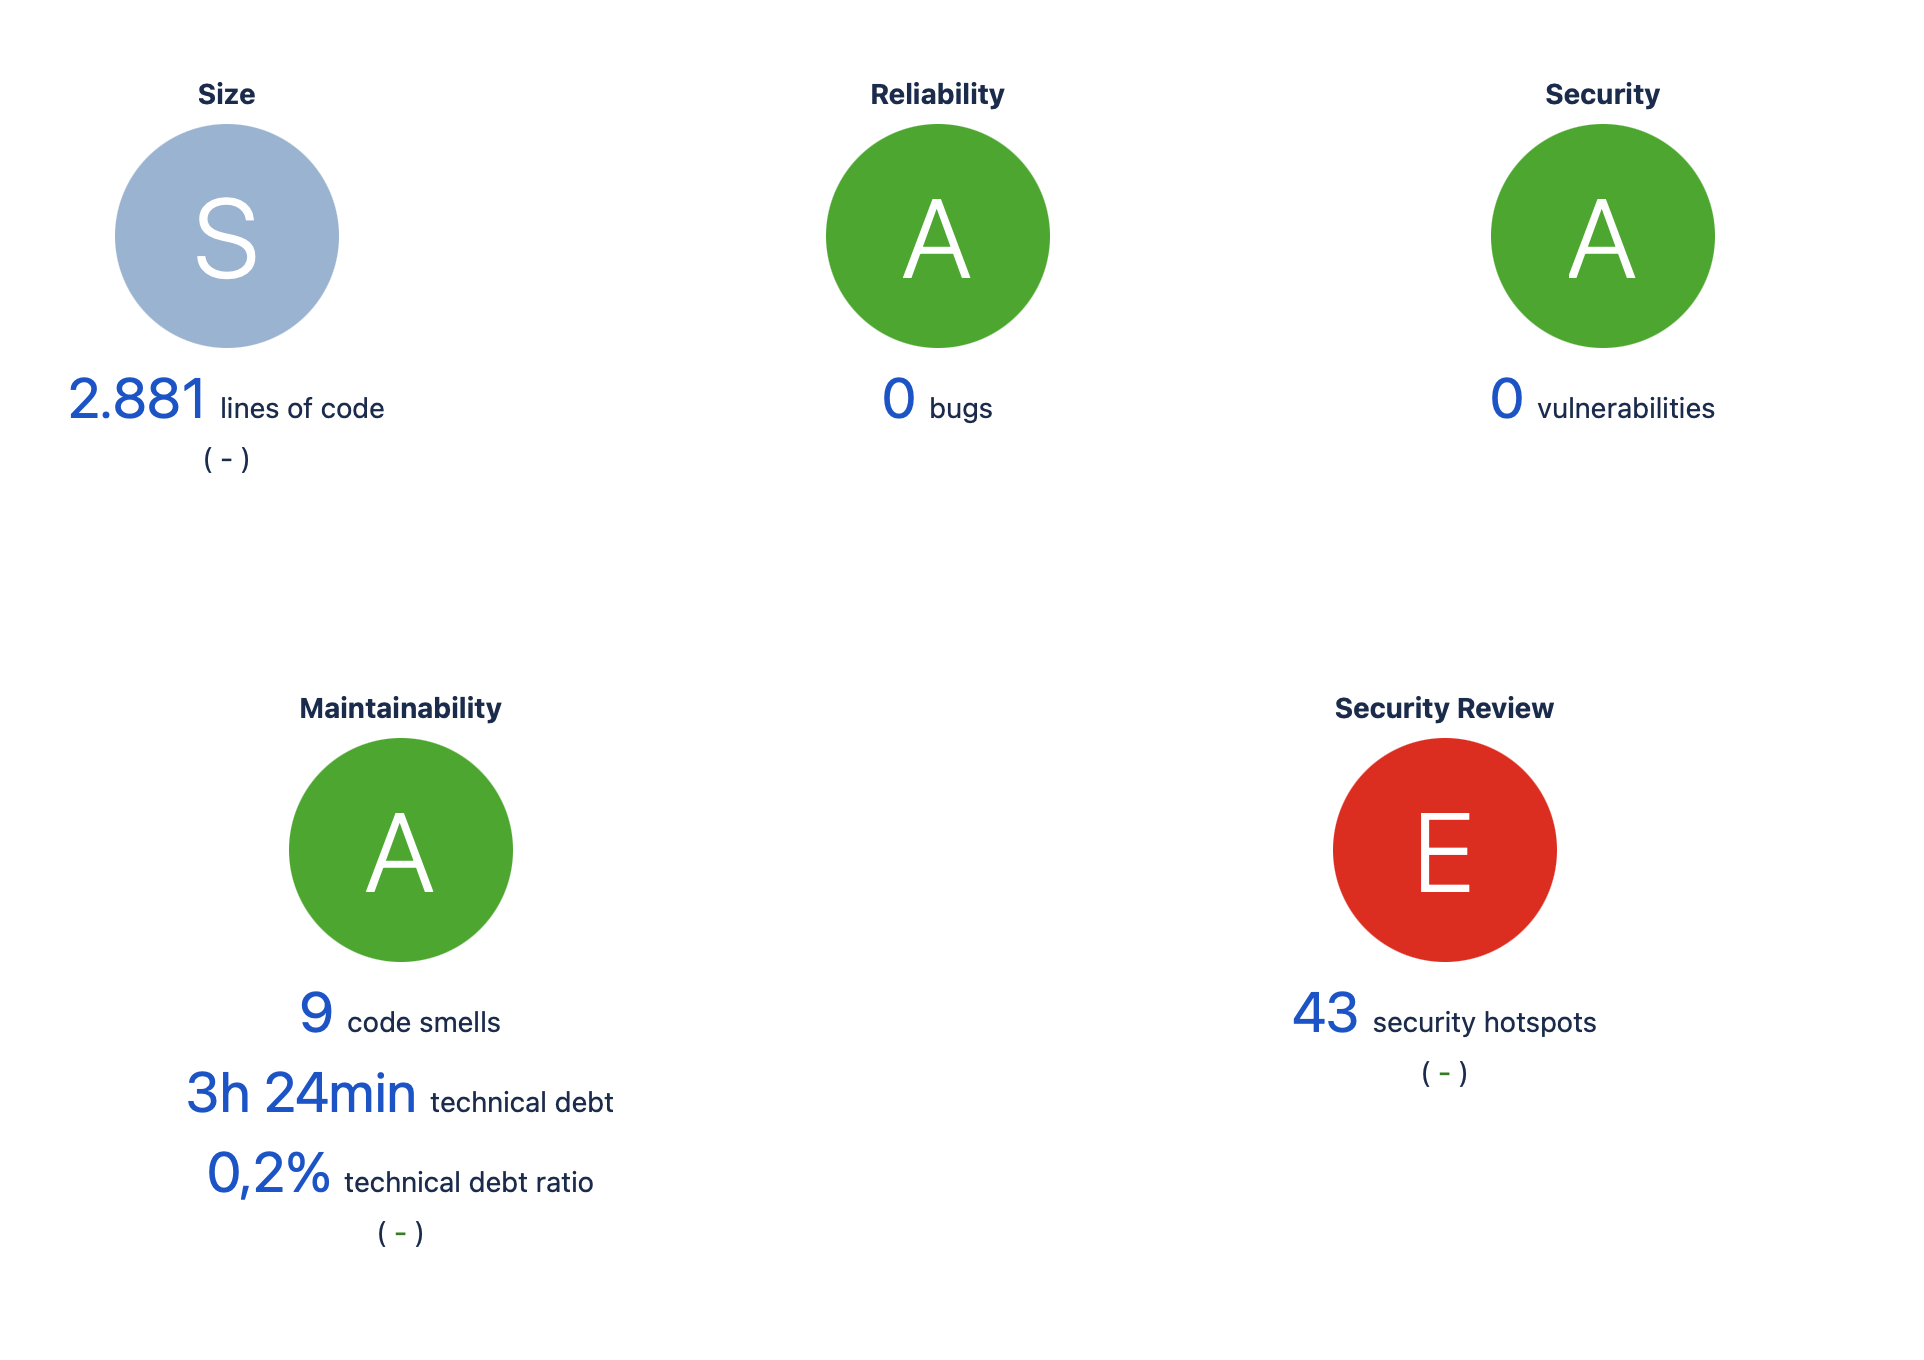 Size
S
2.881 lines of code
( - )
Reliability
A
0 bugs
Security
A
0 vulnerabilities
Maintainability
A
9 code smells
3h 24min technical debt
0,2% technical debt ratio
( - )
Security Review
E
43 security hotspots
( - )